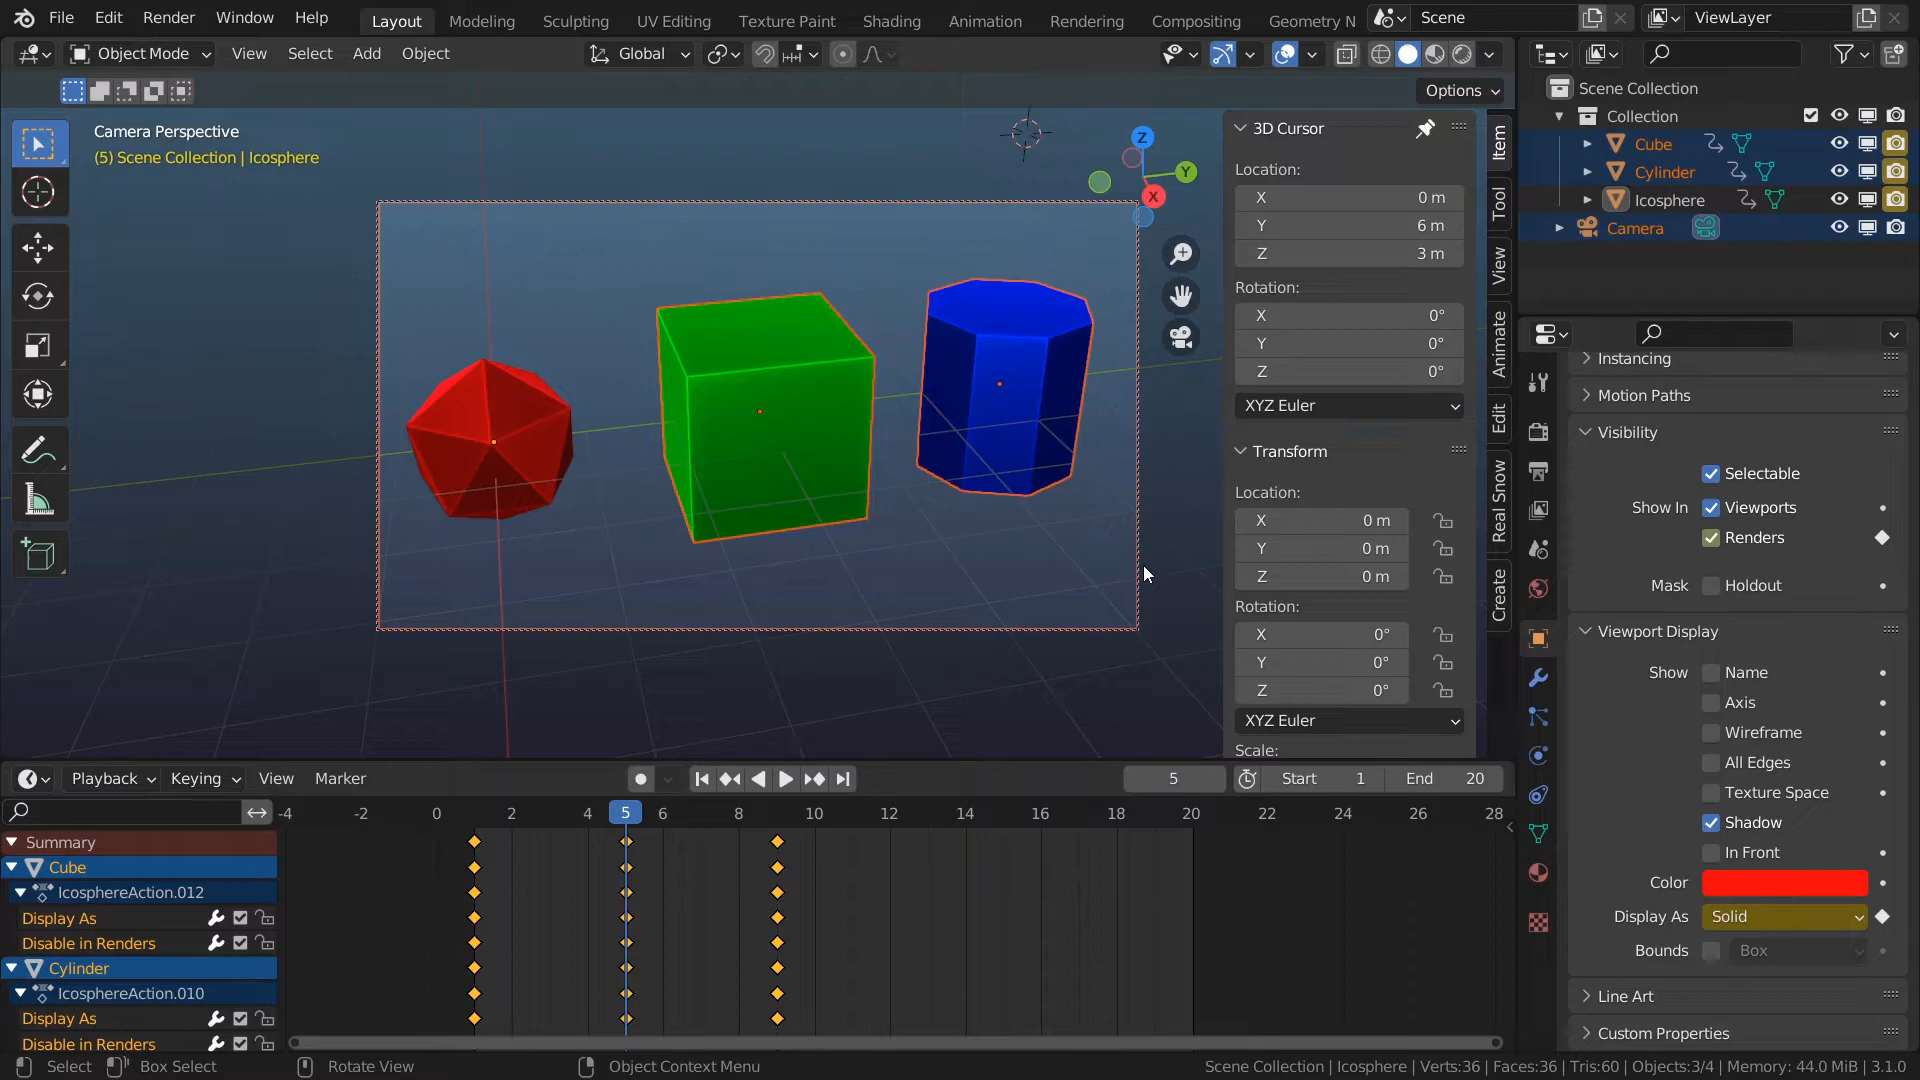 File Edit Render Window Help Layout Modeling Sculpting UV Editing Texture Paint Shading Animation Rendering Compositing Geometry N Scene ViewLayer
Object Mode View Select Add Object Global
Options
Camera Perspective
(5) Scene Collection | Icosphere
Z
Y
X
3D Cursor
Location:
X 0 m
Y 6 m
Z 3 m
Rotation:
X 0°
Y 0°
Z 0°
XYZ Euler
Transform
Location:
X 0 m
Y 0 m
Z 0 m
Rotation:
X 0°
Y 0°
Z 0°
XYZ Euler
Scale:
Item
Tool
View
Animate
Edit
Real Snow
Create
Scene Collection
Collection
Cube
Cylinder
Icosphere
Camera
Instancing
Motion Paths
Visibility
Selectable
Show In Viewports
Renders
Mask Holdout
Viewport Display
Show Name
Axis
Wireframe
All Edges
Texture Space
Shadow
In Front
Color
Display As Solid
Bounds Box
Line Art
Custom Properties
Playback Keying View Marker 5 Start 1 End 20
-4 -2 0 2 4 5 6 8 10 12 14 16 18 20 22 24 26 28
Summary
Cube
IcosphereAction.012
Display As
Disable in Renders
Cylinder
IcosphereAction.010
Display As
Disable in Renders
Select Box Select Rotate View Object Context Menu Scene Collection | Icosphere | Verts:36 | Faces:36 | Tris:60 | Objects:3/4 | Memory: 44.0 MiB | 3.1.0